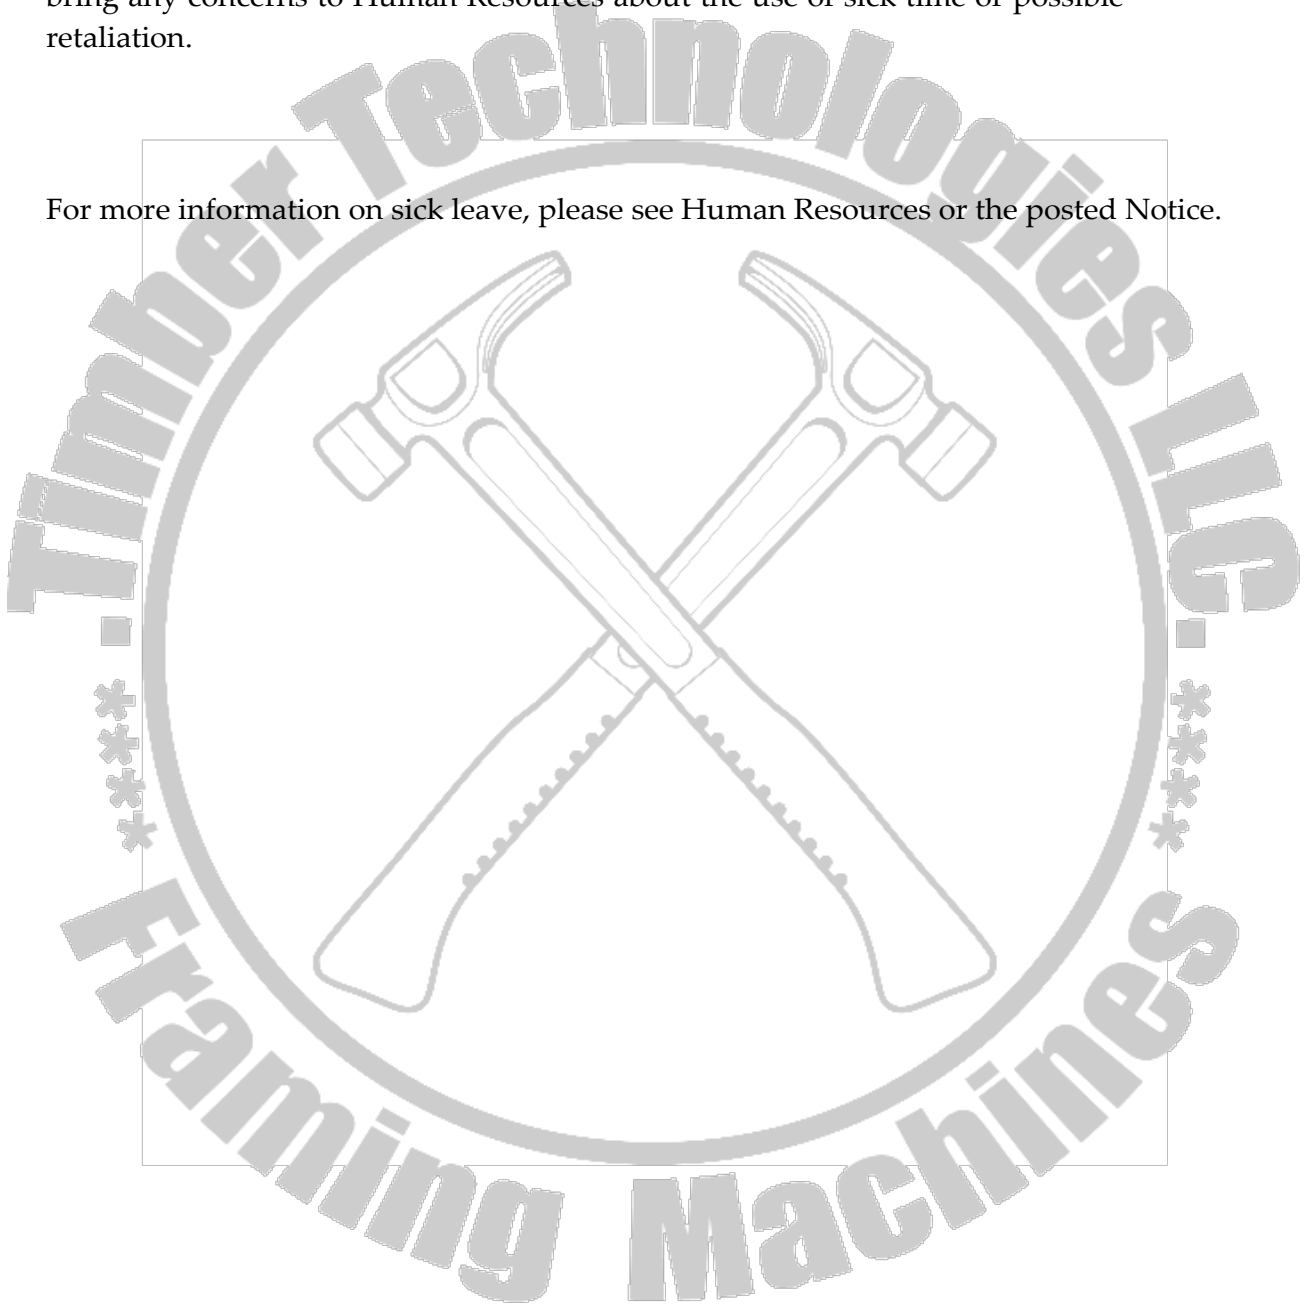 bring any concerns to Human Resources about the use of sick time or possible
retaliation.
For more information on sick leave, please see Human Resources or the posted Notice.
.Timber Technologies LLC.
**** ****
Framing Machines